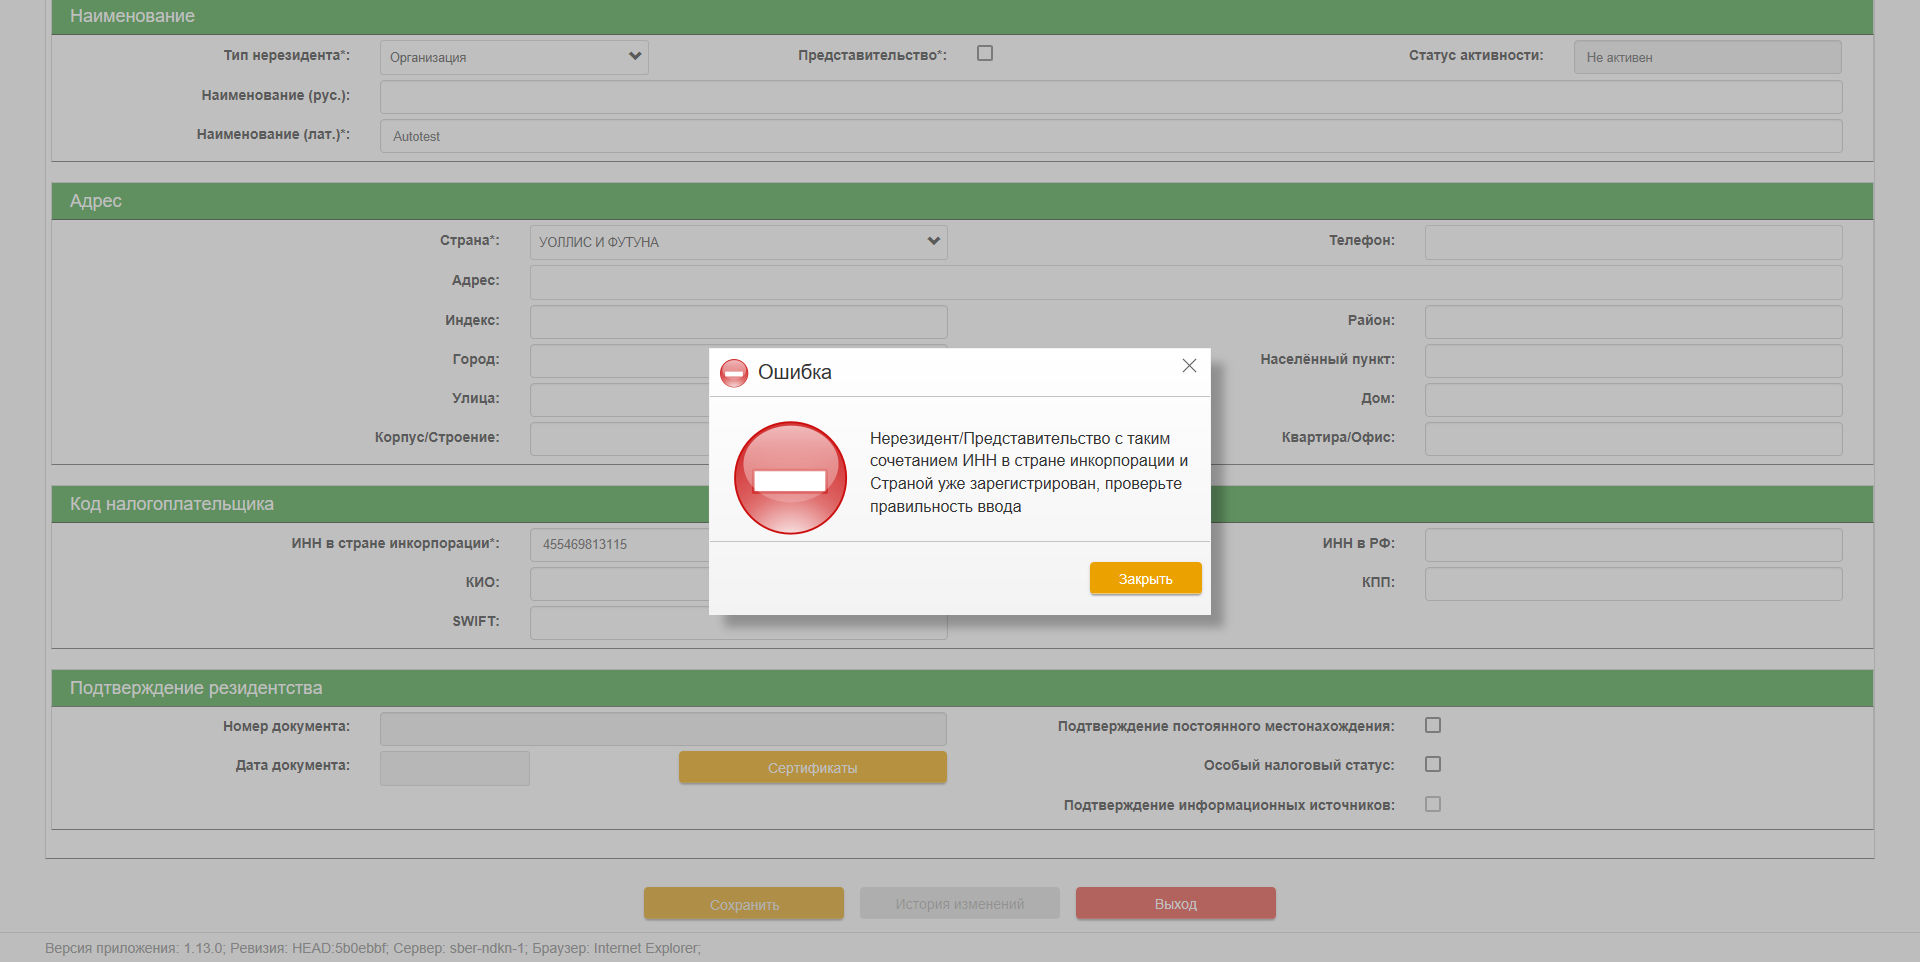 Наименование
Тип нерезидента*: Организация Представительство*: Статус активности: Не активен
Наименование (рус.):
Наименование (лат.)*: Autotest
Адрес
Страна*: УОЛЛИС И ФУТУНА Телефон:
Адрес:
Индекс: Район:
Город: Населённый пункт:
Улица: Дом:
Корпус/Строение: Квартира/Офис:
Ошибка
Нерезидент/Представительство с таким
сочетанием ИНН в стране инкорпорации и
Страной уже зарегистрирован, проверьте
правильность ввода
Закрыть
Код налогоплательщика
ИНН в стране инкорпорации*: 455469813115 ИНН в РФ:
КИО: КПП:
SWIFT:
Подтверждение резидентства
Номер документа: Подтверждение постоянного местонахождения:
Дата документа: Сертификаты Особый налоговый статус:
Подтверждение информационных источников:
Сохранить История изменений Выход
Версия приложения: 1.13.0; Ревизия: HEAD:5b0ebbf; Сервер: sber-ndkn-1; Браузер: Internet Explorer;